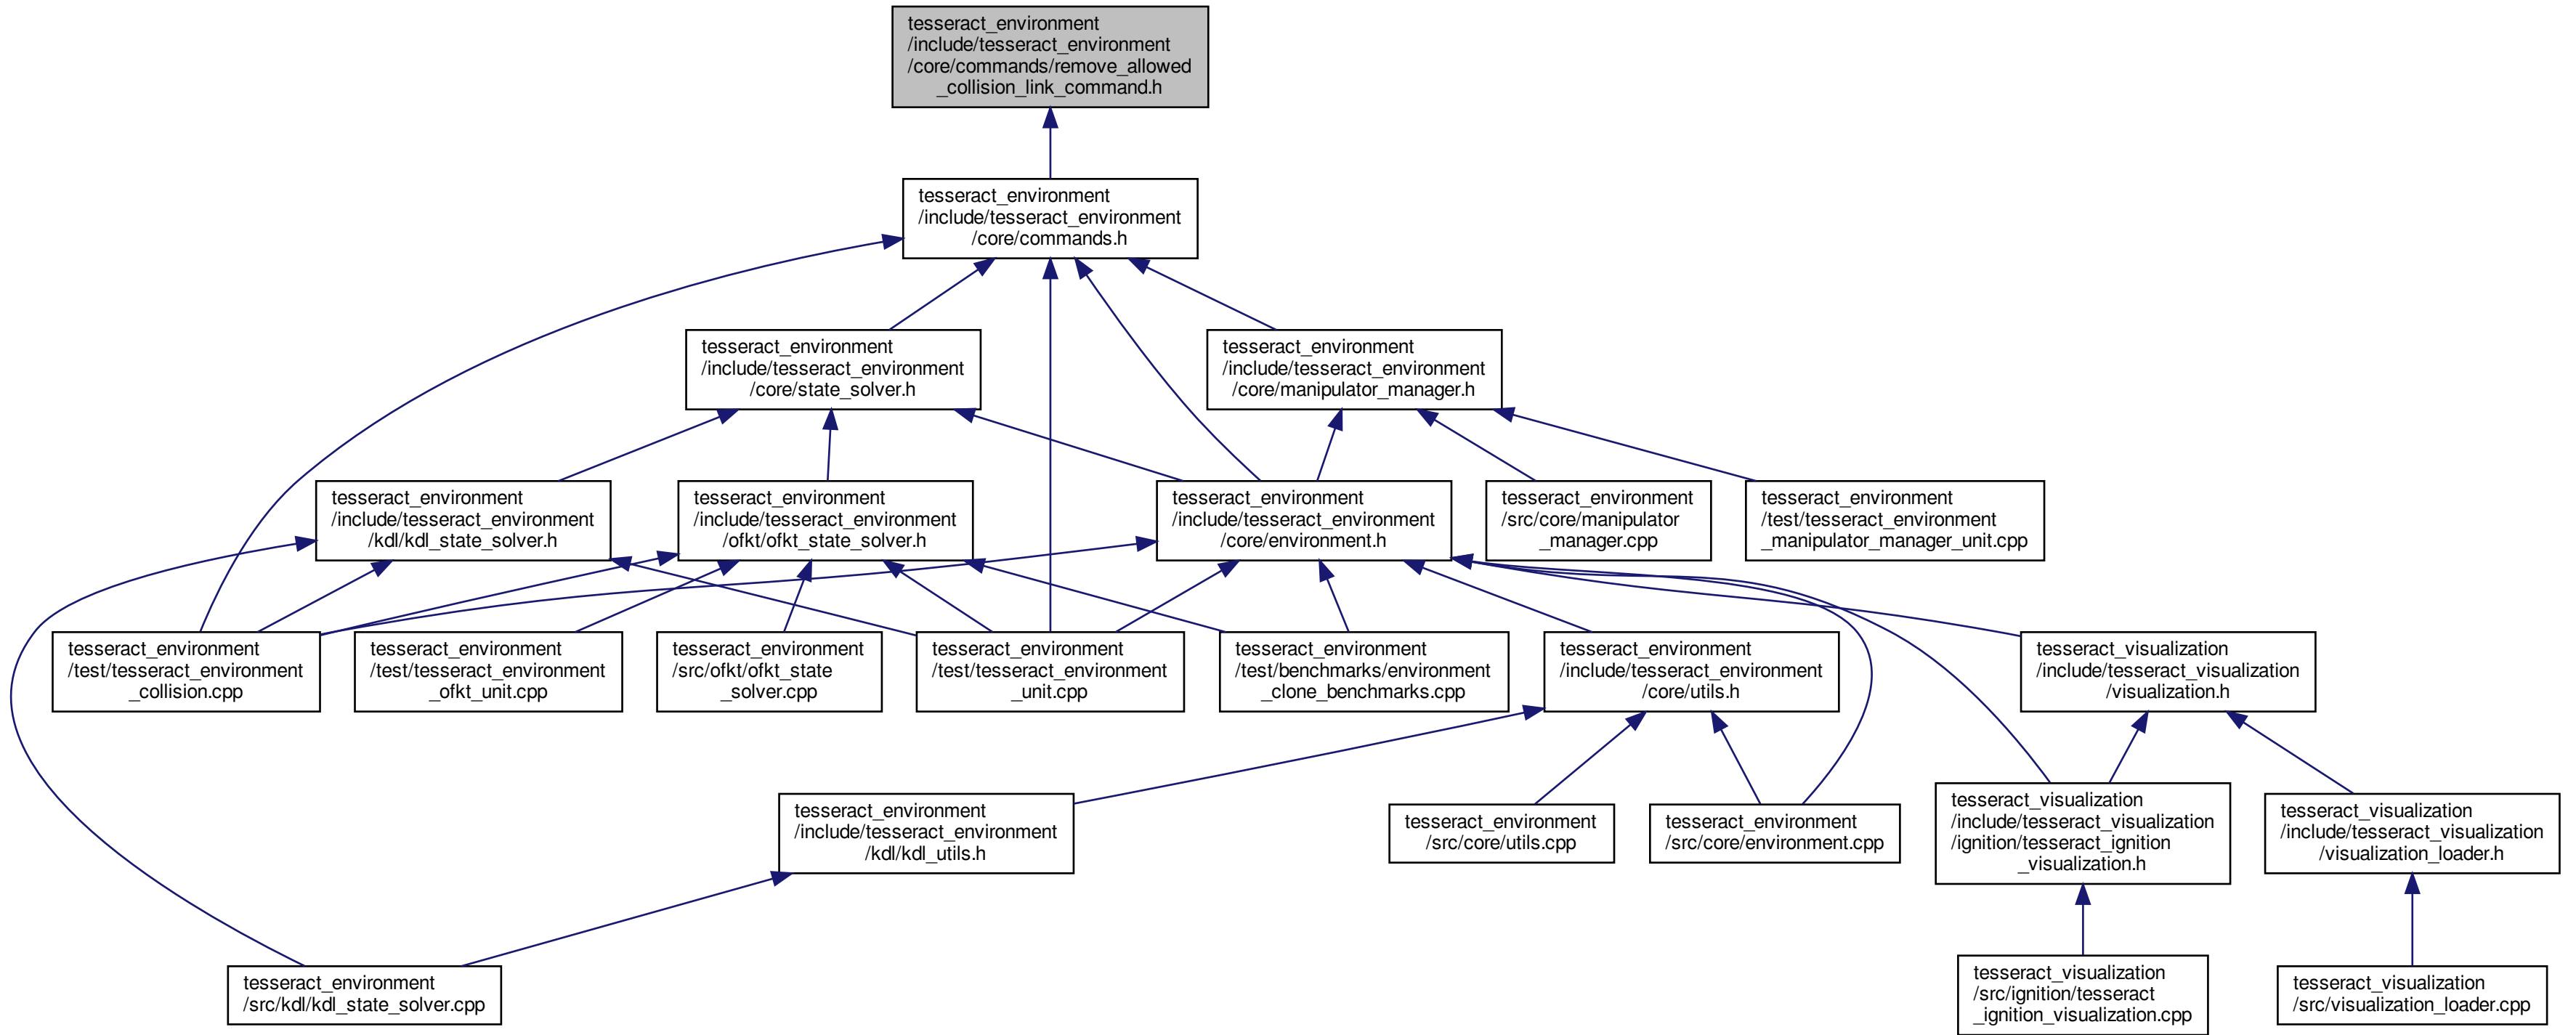 tesseract_environment
/include/tesseract_environment
/core/commands/remove_allowed
_collision_link_command.h
tesseract_environment
/include/tesseract_environment
/core/commands.h
tesseract_environment
/include/tesseract_environment
/core/state_solver.h
tesseract_environment
/include/tesseract_environment
/core/manipulator_manager.h
tesseract_environment
/include/tesseract_environment
/kdl/kdl_state_solver.h
tesseract_environment
/include/tesseract_environment
/ofkt/ofkt_state_solver.h
tesseract_environment
/include/tesseract_environment
/core/environment.h
tesseract_environment
/src/core/manipulator
_manager.cpp
tesseract_environment
/test/tesseract_environment
_manipulator_manager_unit.cpp
tesseract_environment
/test/tesseract_environment
_collision.cpp
tesseract_environment
/test/tesseract_environment
_ofkt_unit.cpp
tesseract_environment
/src/ofkt/ofkt_state
_solver.cpp
tesseract_environment
/test/tesseract_environment
_unit.cpp
tesseract_environment
/test/benchmarks/environment
_clone_benchmarks.cpp
tesseract_environment
/include/tesseract_environment
/core/utils.h
tesseract_visualization
/include/tesseract_visualization
/visualization.h
tesseract_environment
/include/tesseract_environment
/kdl/kdl_utils.h
tesseract_environment
/src/core/utils.cpp
tesseract_environment
/src/core/environment.cpp
tesseract_visualization
/include/tesseract_visualization
/ignition/tesseract_ignition
_visualization.h
tesseract_visualization
/include/tesseract_visualization
/visualization_loader.h
tesseract_environment
/src/kdl/kdl_state_solver.cpp
tesseract_visualization
/src/ignition/tesseract
_ignition_visualization.cpp
tesseract_visualization
/src/visualization_loader.cpp